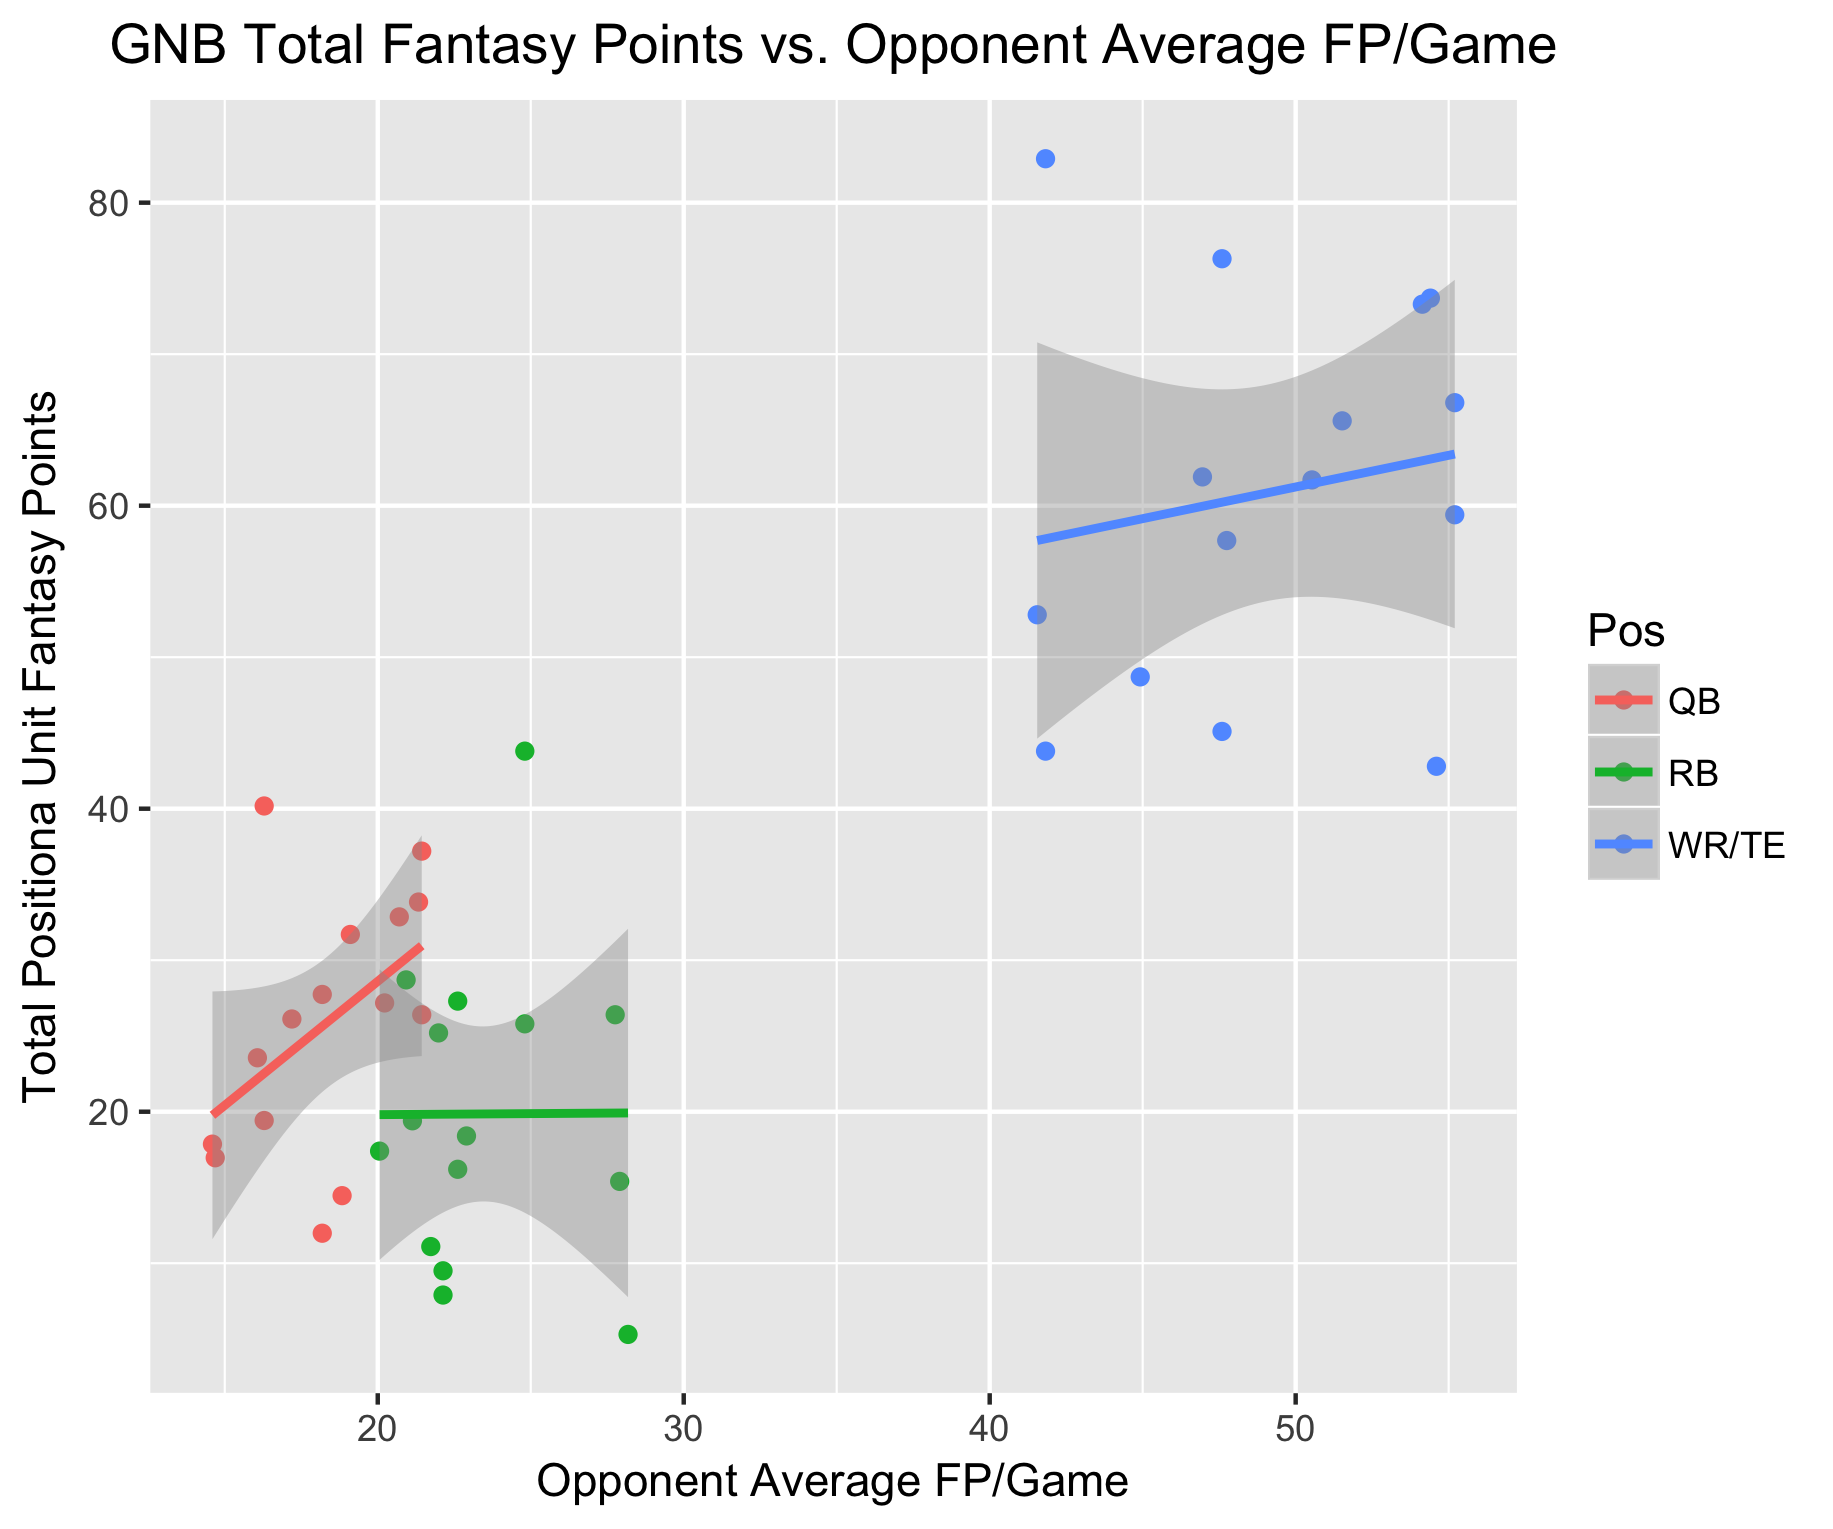 GNB Total Fantasy Points vs. Opponent Average FP/Game
Total Positiona Unit Fantasy Points
80
60
40
20
20
30
40
50
Opponent Average FP/Game
Pos
QB
RB
WR/TE